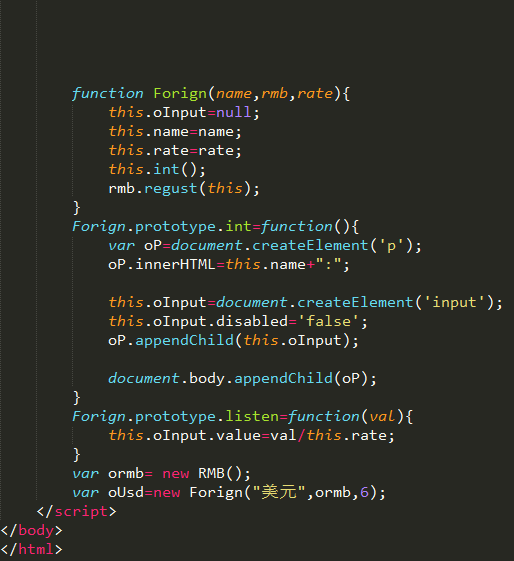 function Forign(name,rmb,rate){
this.oInput=null;
this.name=name;
this.rate=rate;
this.int();
rmb.regust(this);
}
Forign.prototype.int=function(){
var oP=document.createElement('p');
oP.innerHTML=this.name+":";
this.oInput=document.createElement('input');
this.oInput.disabled='false';
oP.appendChild(this.oInput);
document.body.appendChild(oP);
}
Forign.prototype.listen=function(val){
this.oInput.value=val/this.rate;
}
var ormb= new RMB();
var oUsd=new Forign("美元",ormb,6);
</script>
</body>
</html>